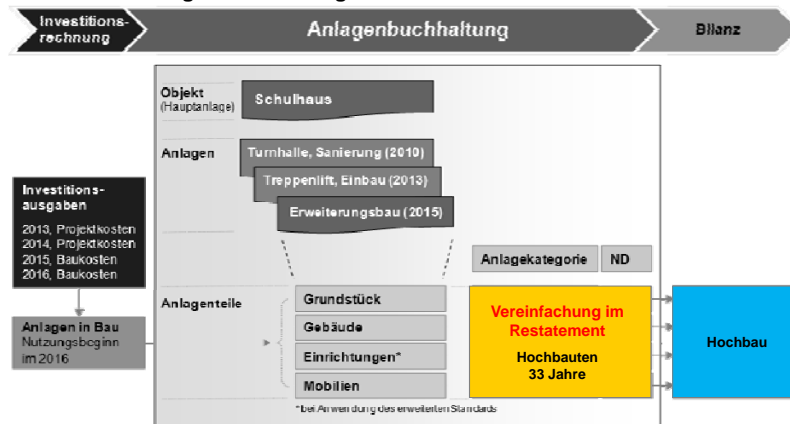 Investitions-
rechnung
Anlagenbuchhaltung
Bilanz
Objekt
(Hauptanlage)
Schulhaus
Anlagen
Turnhalle, Sanierung (2010)
Treppenlift, Einbau (2013)
Erweiterungsbau (2015)
Investitions-
ausgaben
2013, Projektkosten
2014, Projektkosten
2015, Baukosten
2016, Baukosten
Anlagekategorie
ND
Anlagenteile
Grundstück
Gebäude
Einrichtungen*
Mobilien
Vereinfachung im
Restatement
Hochbauten
33 Jahre
Hochbau
Anlagen in Bau
Nutzungsbeginn
im 2016
*bei Anwendung des erweiterten Standards